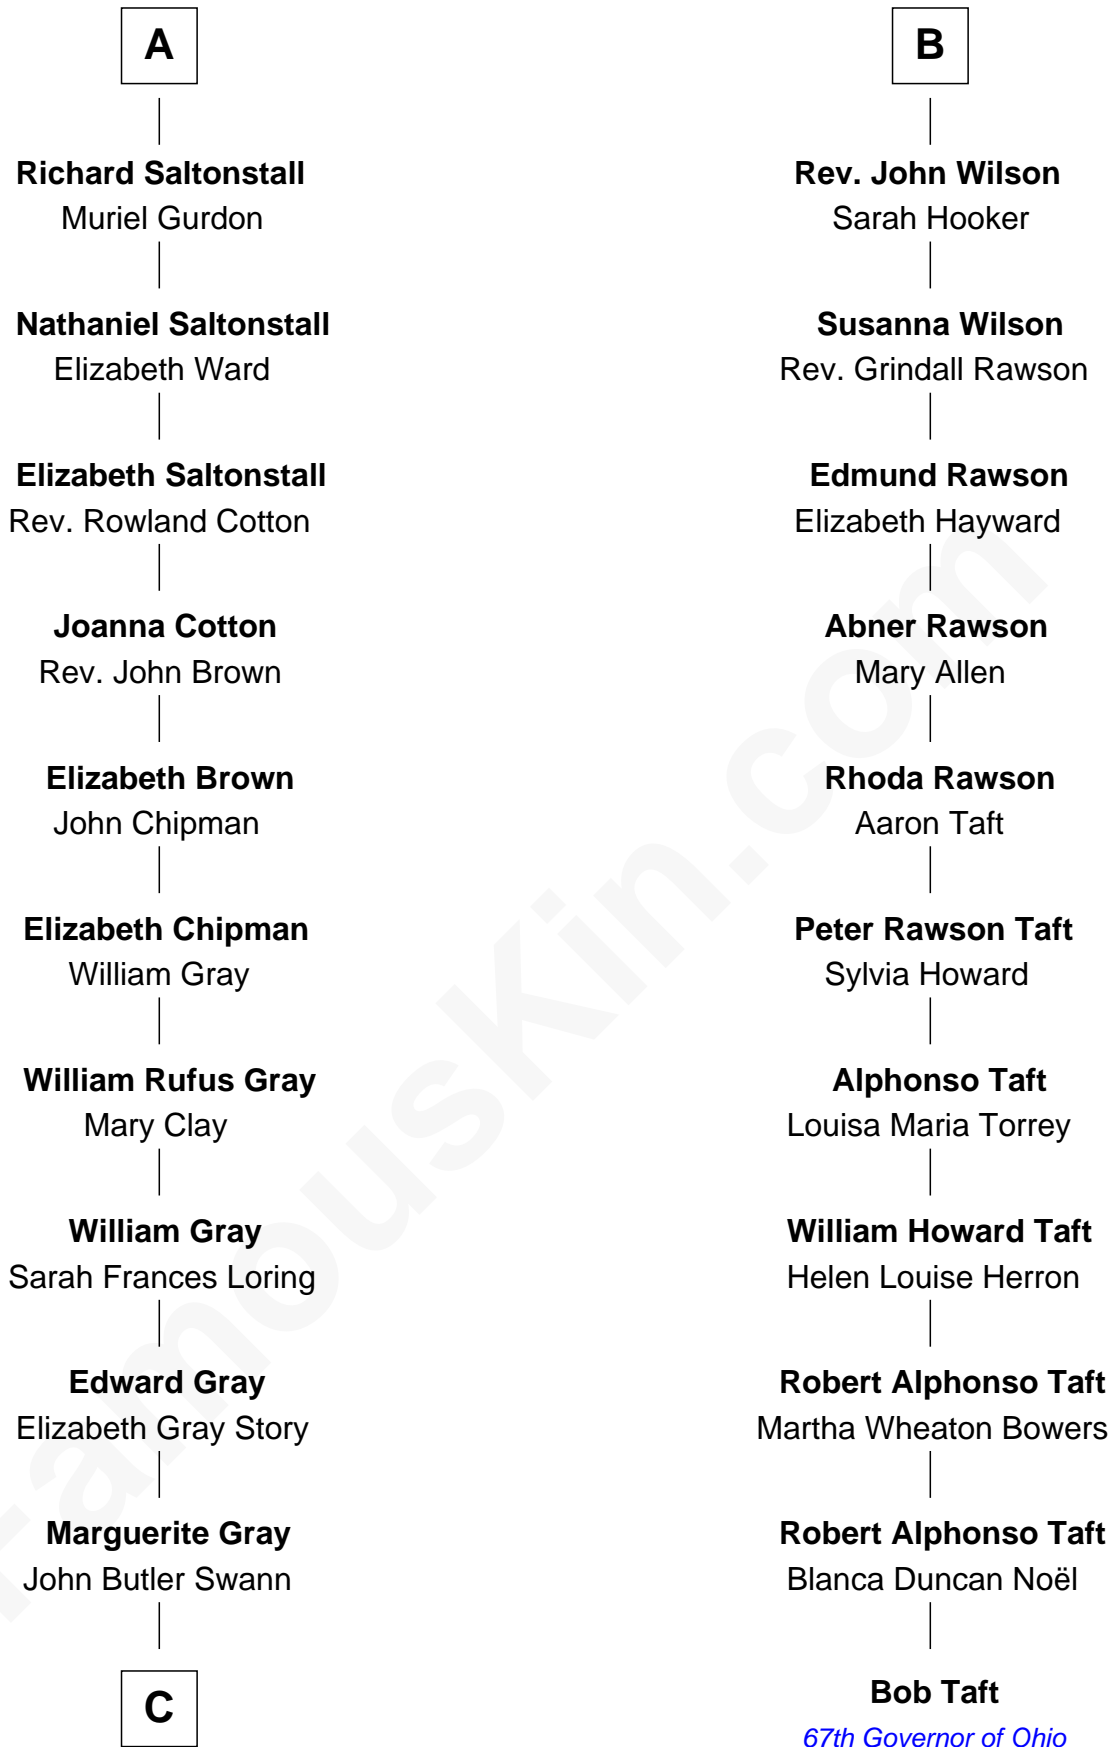 A
Richard Saltonstall
Muriel Gurdon
Nathaniel Saltonstall
Elizabeth Ward
Elizabeth Saltonstall
Rev. Rowland Cotton
Joanna Cotton
Rev. John Brown
Elizabeth Brown
John Chipman
Elizabeth Chipman
William Gray
William Rufus Gray
Mary Clay
William Gray
Sarah Frances Loring
Edward Gray
Elizabeth Gray Story
Marguerite Gray
John Butler Swann
C
B
Rev. John Wilson
Sarah Hooker
Susanna Wilson
Rev. Grindall Rawson
Edmund Rawson
Elizabeth Hayward
Abner Rawson
Mary Allen
Rhoda Rawson
Aaron Taft
Peter Rawson Taft
Sylvia Howard
Alphonso Taft
Louisa Maria Torrey
William Howard Taft
Helen Louise Herron
Robert Alphonso Taft
Martha Wheaton Bowers
Robert Alphonso Taft
Blanca Duncan Noël
Bob Taft
67th Governor of Ohio
FamousKin.com